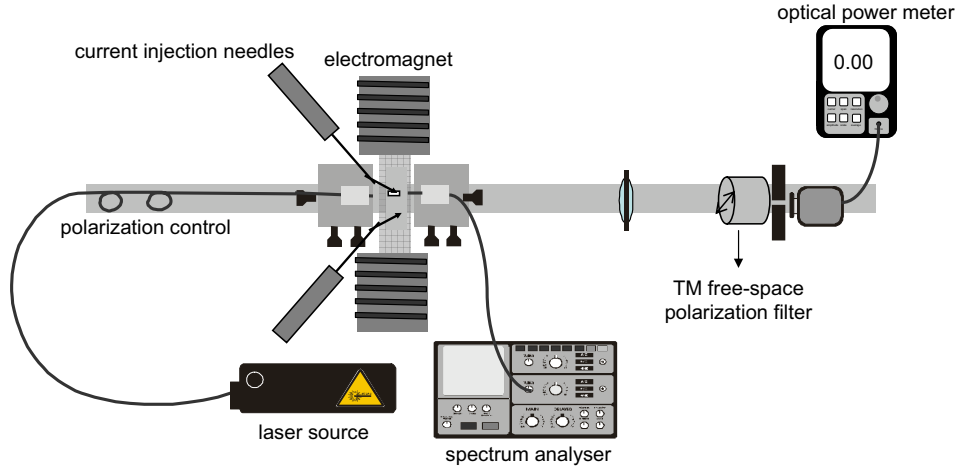 optical power meter
current injection needles
electromagnet
0.00
polarization control
TM free-space
polarization filter
laser source
spectrum analyser